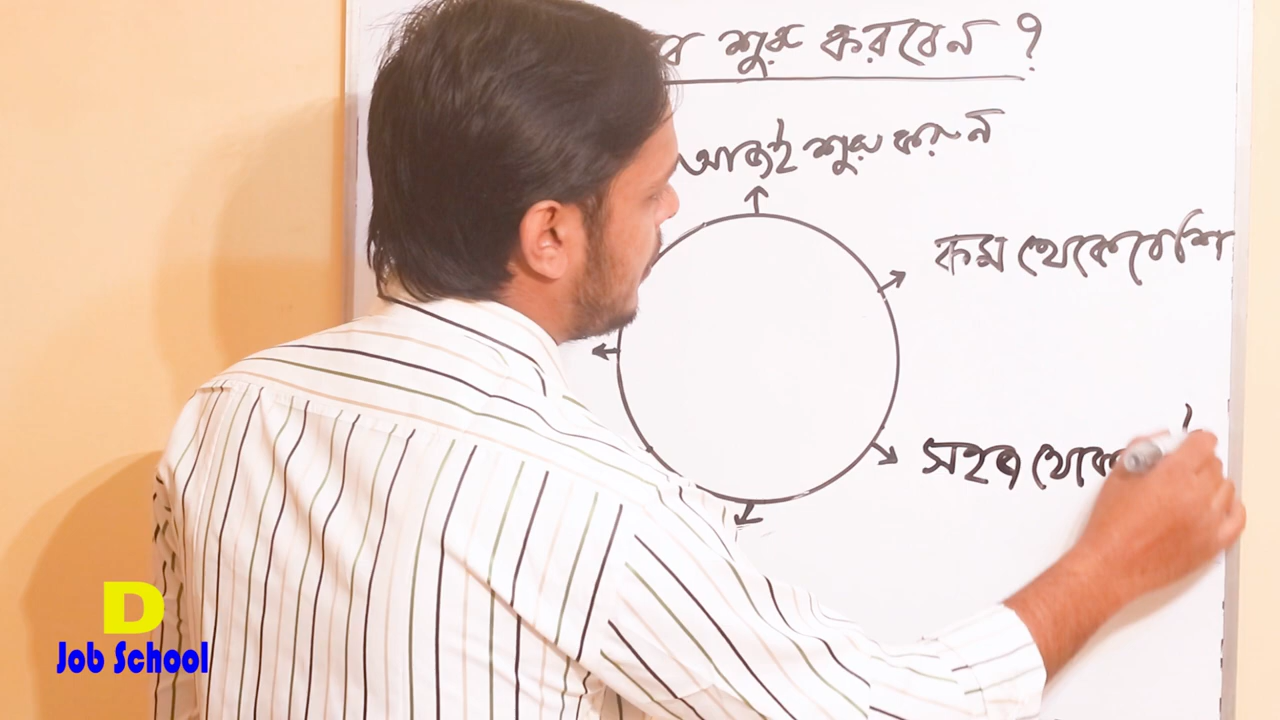 শুরু করবেন ?
আজই শুরু করুন
কম থেকে বেশি
সহজ থেকে
D
Job School